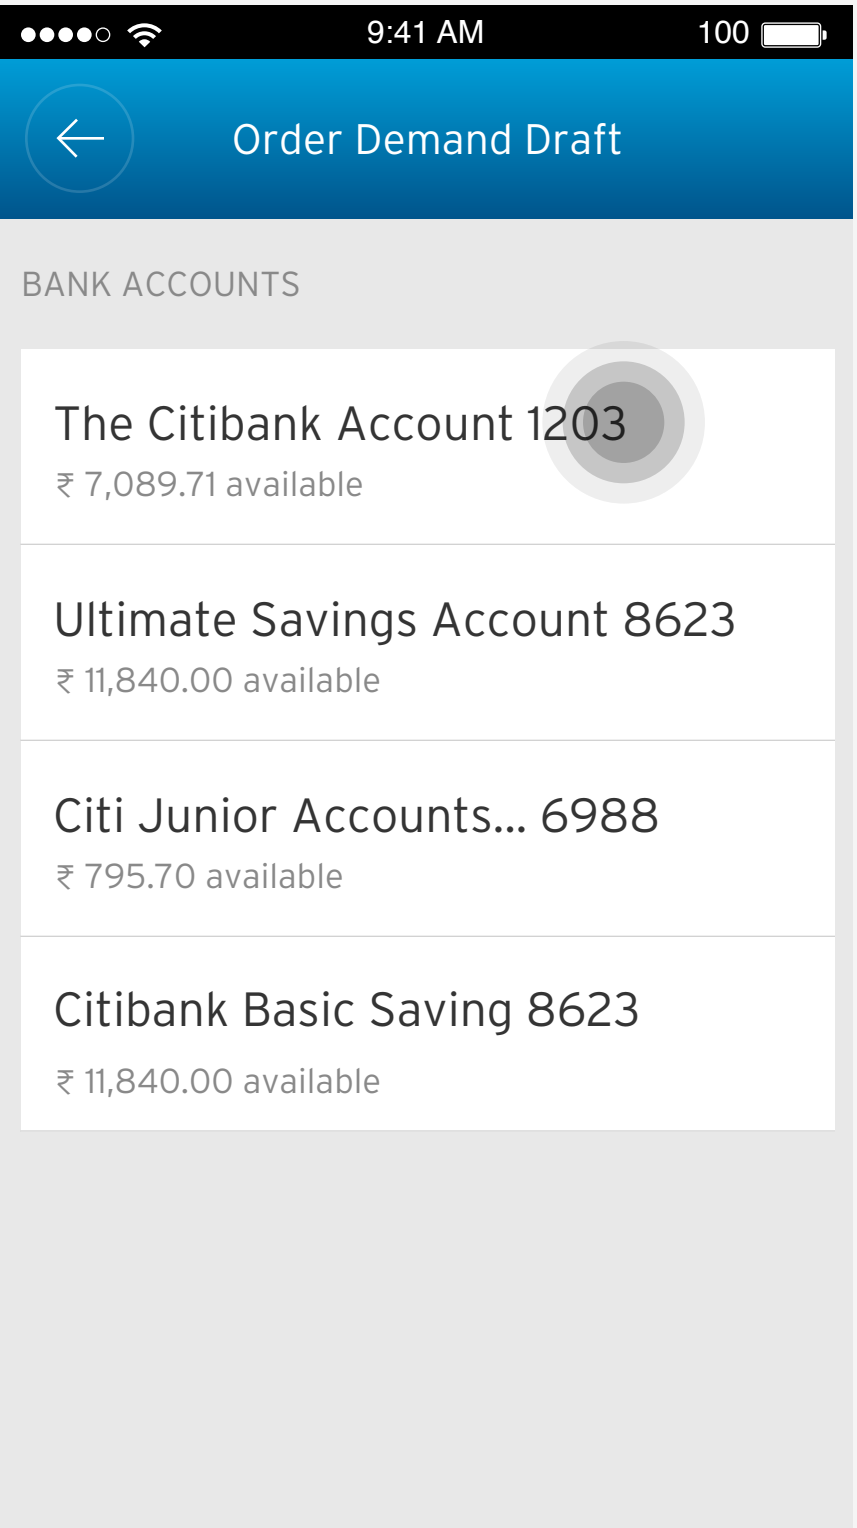 9:41 AM 100
Order Demand Draft
BANK ACCOUNTS
The Citibank Account 1203
₹ 7,089.71 available
Ultimate Savings Account 8623
₹ 11,840.00 available
Citi Junior Accounts... 6988
₹ 795.70 available
Citibank Basic Saving 8623
₹ 11,840.00 available